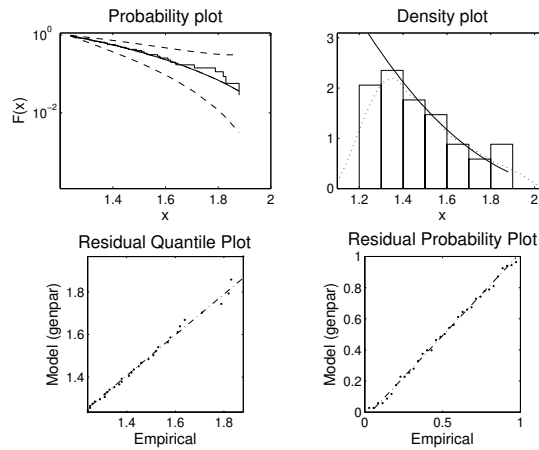 Probability plot
10^0
10^-2
F(x)
1.4 1.6 1.8 2
x
Density plot
3
2
1
0
1.2 1.4 1.6 1.8 2
x
Residual Quantile Plot
1.8
1.6
1.4
Model (genpar)
1.4 1.6 1.8
Empirical
Residual Probability Plot
1
0.8
0.6
0.4
0.2
0
Model (genpar)
0 0.5 1
Empirical